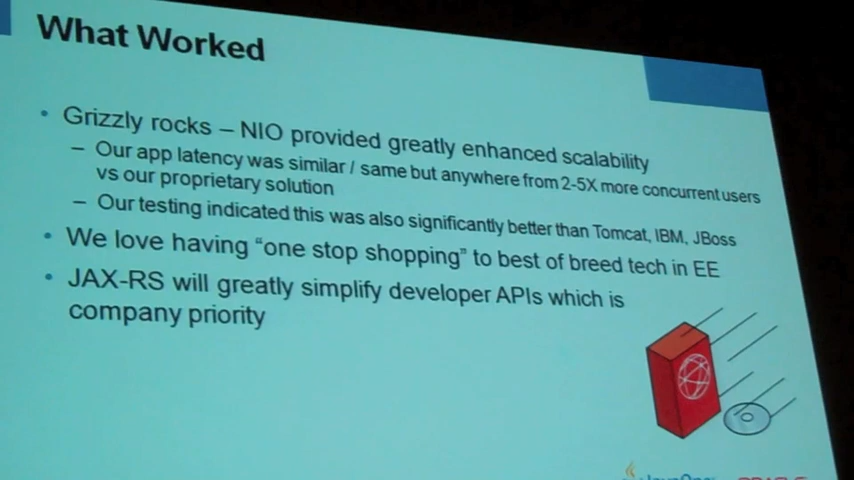 What Worked
• Grizzly rocks – NIO provided greatly enhanced scalability
– Our app latency was similar / same but anywhere from 2-5X more concurrent users
vs our proprietary solution
– Our testing indicated this was also significantly better than Tomcat, IBM, JBoss
• We love having “one stop shopping” to best of breed tech in EE
• JAX-RS will greatly simplify developer APIs which is
company priority